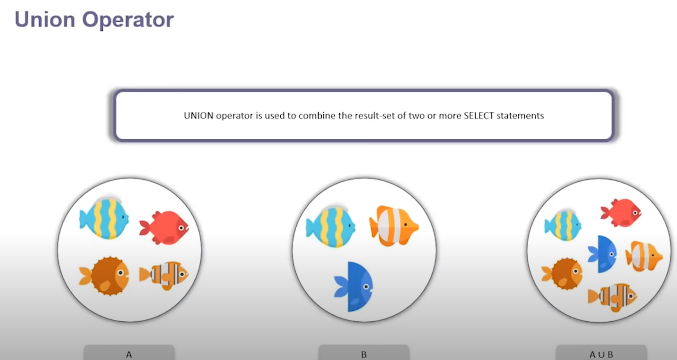 Union Operator
UNION operator is used to combine the result-set of two or more SELECT statements
A
B
A U B